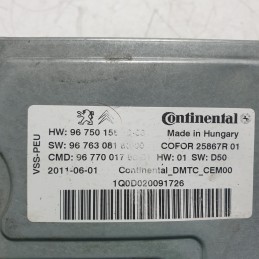 Continental
HW: 96 750 15
Made in Hungary
SW: 96 763 081
COFOR 25867R 01
CMD: 96 770 017
HW: 01 SW: D50
2011-06-01
Continental_DMTC_CEM00
1Q0D020091726
VSS-PEU